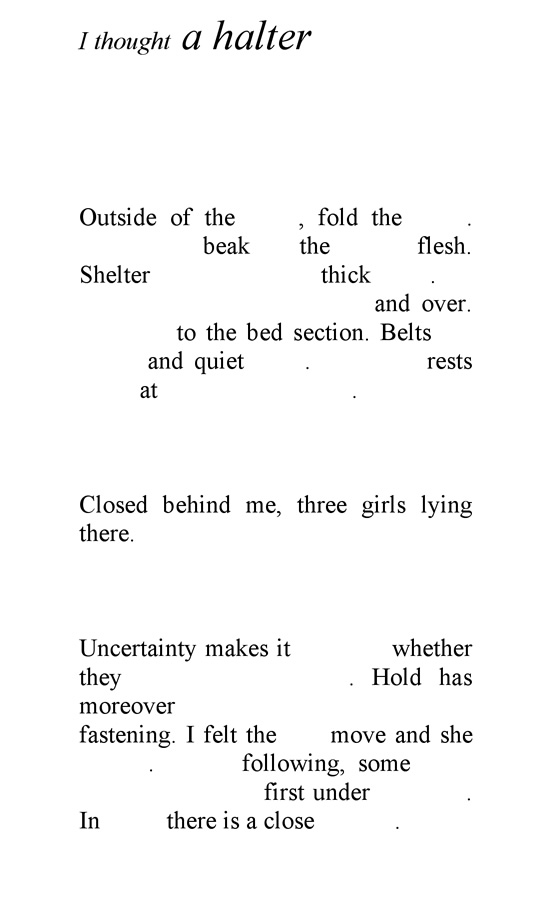 I thought a halter
Outside of the , fold the .
beak the flesh.
Shelter thick .
and over.
to the bed section. Belts
and quiet . rests
at .
Closed behind me, three girls lying
there.
Uncertainty makes it whether
they . Hold has
moreover
fastening. I felt the move and she
. following, some
first under .
In there is a close .